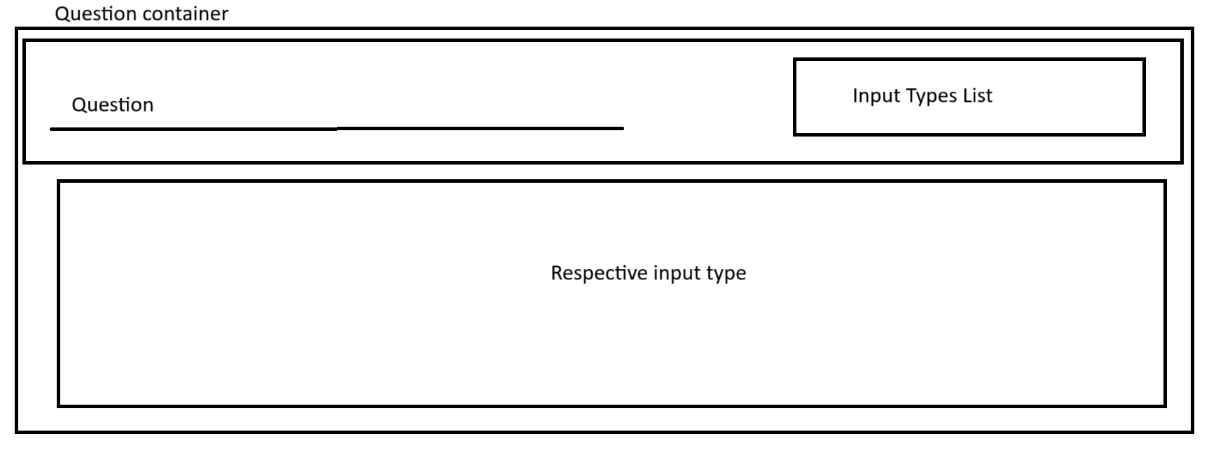 Question container
Question
Input Types List
Respective input type